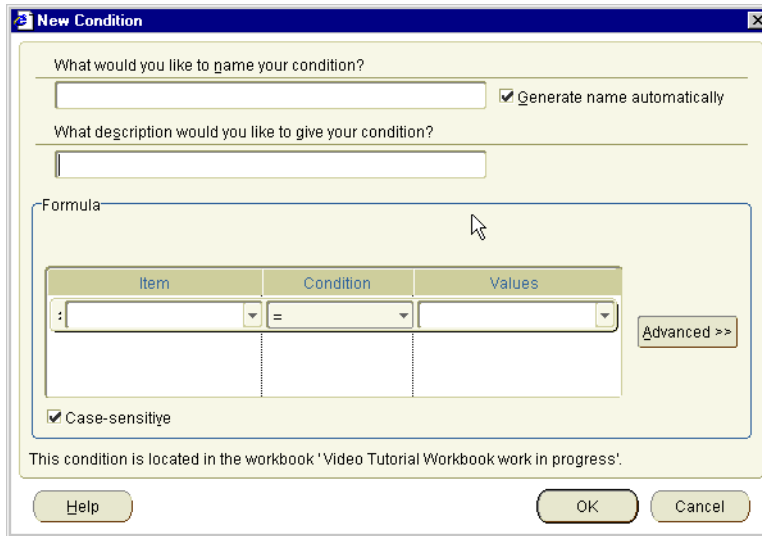 New Condition
What would you like to name your condition?
Generate name automatically
What description would you like to give your condition?
Formula
Item Condition Values
=
Advanced >>
Case-sensitive
This condition is located in the workbook 'Video Tutorial Workbook work in progress'.
Help OK Cancel